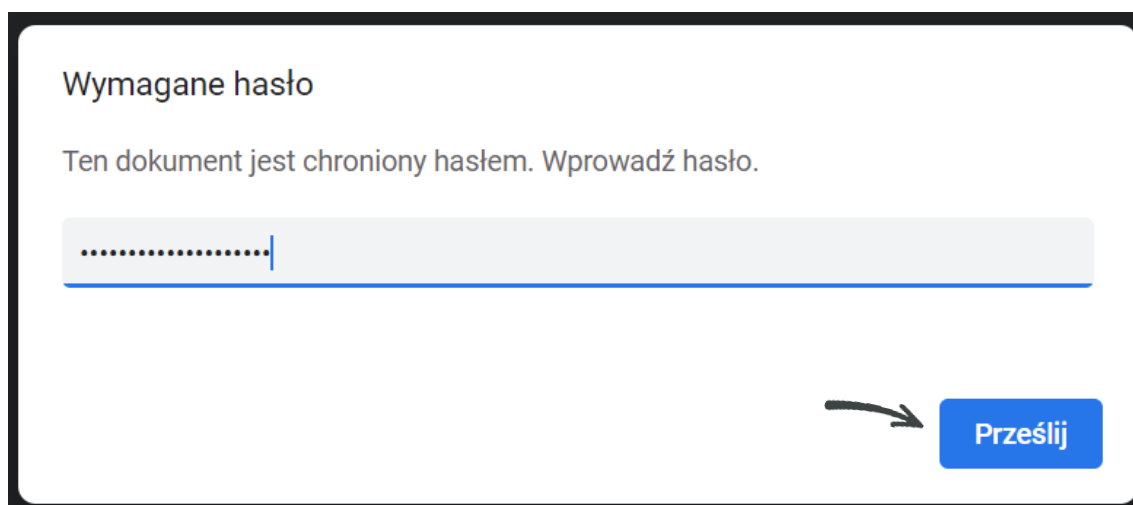 Wymagane hasło
Ten dokument jest chroniony hasłem. Wprowadź hasło.
••••••••••••••••••••
Prześlij